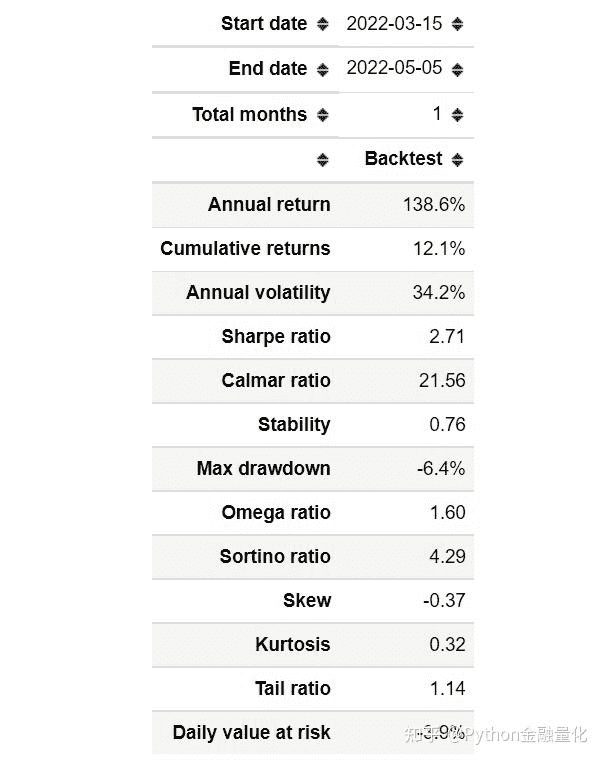 Start date 2022-03-15
End date 2022-05-05
Total months 1
Backtest
Annual return 138.6%
Cumulative returns 12.1%
Annual volatility 34.2%
Sharpe ratio 2.71
Calmar ratio 21.56
Stability 0.76
Max drawdown -6.4%
Omega ratio 1.60
Sortino ratio 4.29
Skew -0.37
Kurtosis 0.32
Tail ratio 1.14
Daily value at risk -3.9%
知乎 @Python金融量化